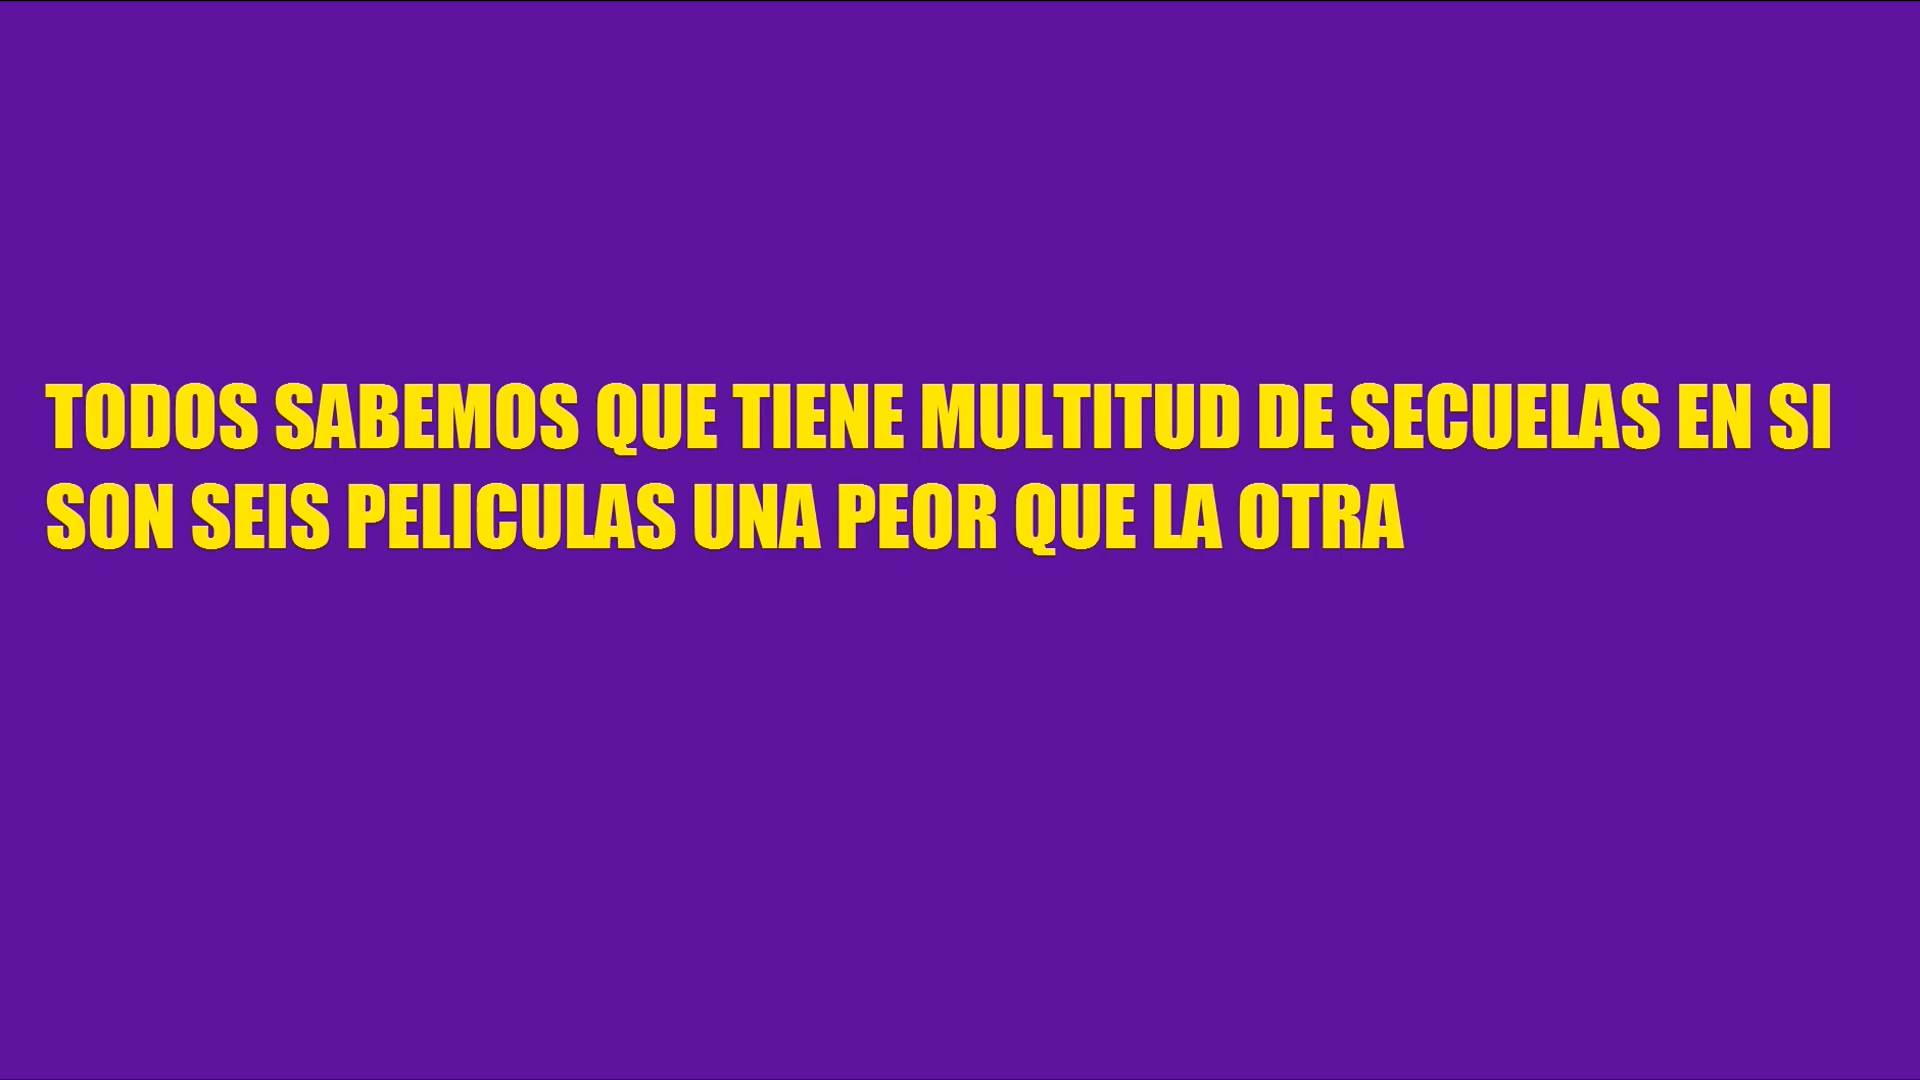 TODOS SABEMOS QUE TIENE MULTITUD DE SECUELAS EN SI
SON SEIS PELICULAS UNA PEOR QUE LA OTRA